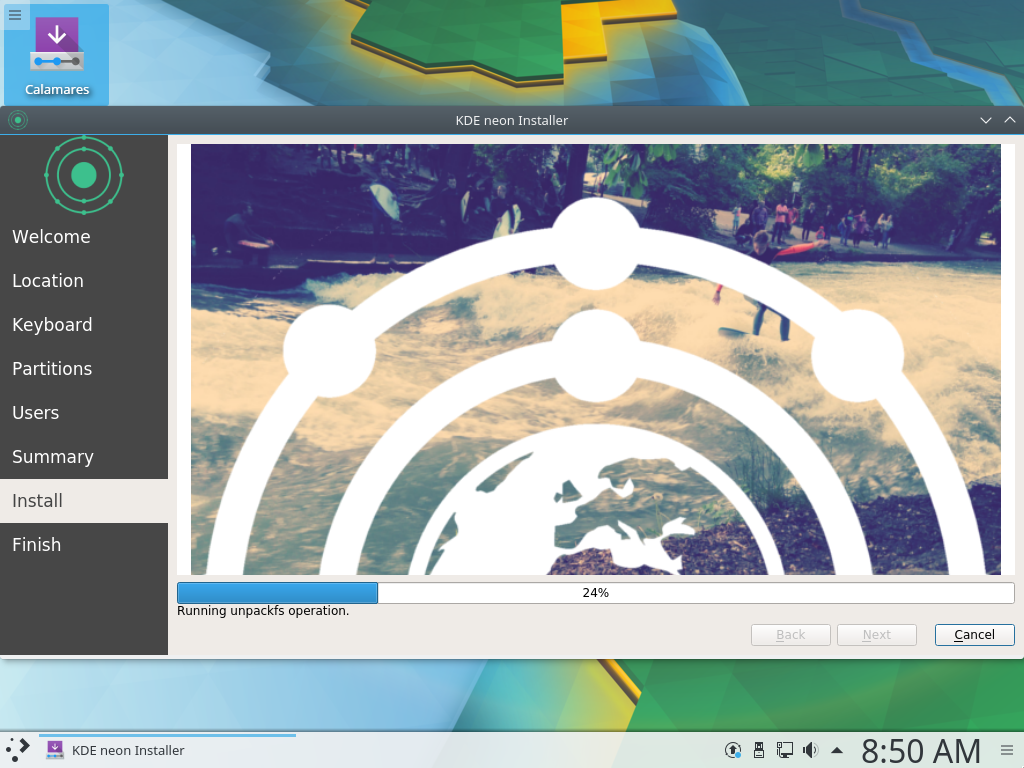 Calamares
KDE neon Installer
Welcome
Location
Keyboard
Partitions
Users
Summary
Install
Finish
24%
Running unpackfs operation.
Back
Next
Cancel
KDE neon Installer
8:50 AM